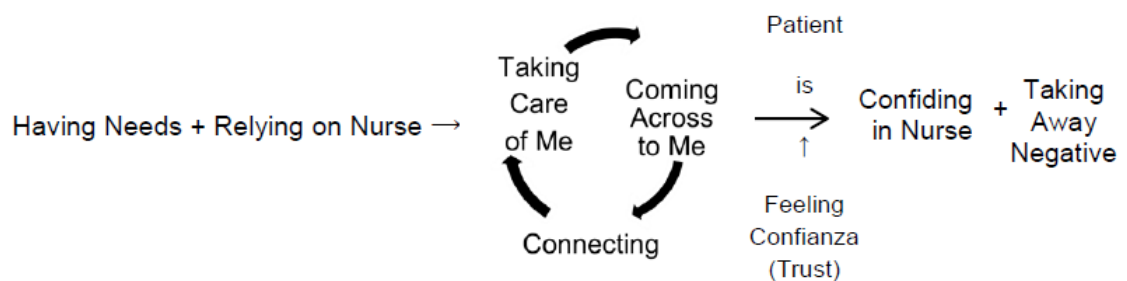 Having Needs + Relying on Nurse →
Taking
Care
of Me
Coming
Across
to Me
Connecting
Patient
is
↑
Feeling
Confianza
(Trust)
Confiding
in Nurse
+
Taking
Away
Negative